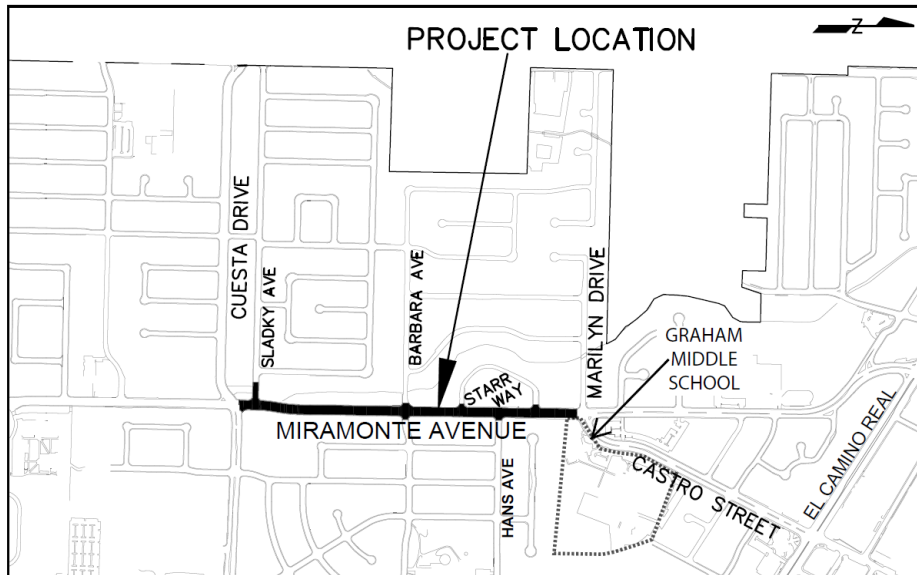 Z
PROJECT LOCATION
CUESTA DRIVE
SLADKY AVE
BARBARA AVE
MARILYN DRIVE
GRAHAM
MIDDLE
SCHOOL
STARR
WAY
MIRAMONTE AVENUE
HANS AVE
CASTRO STREET
EL CAMINO REAL